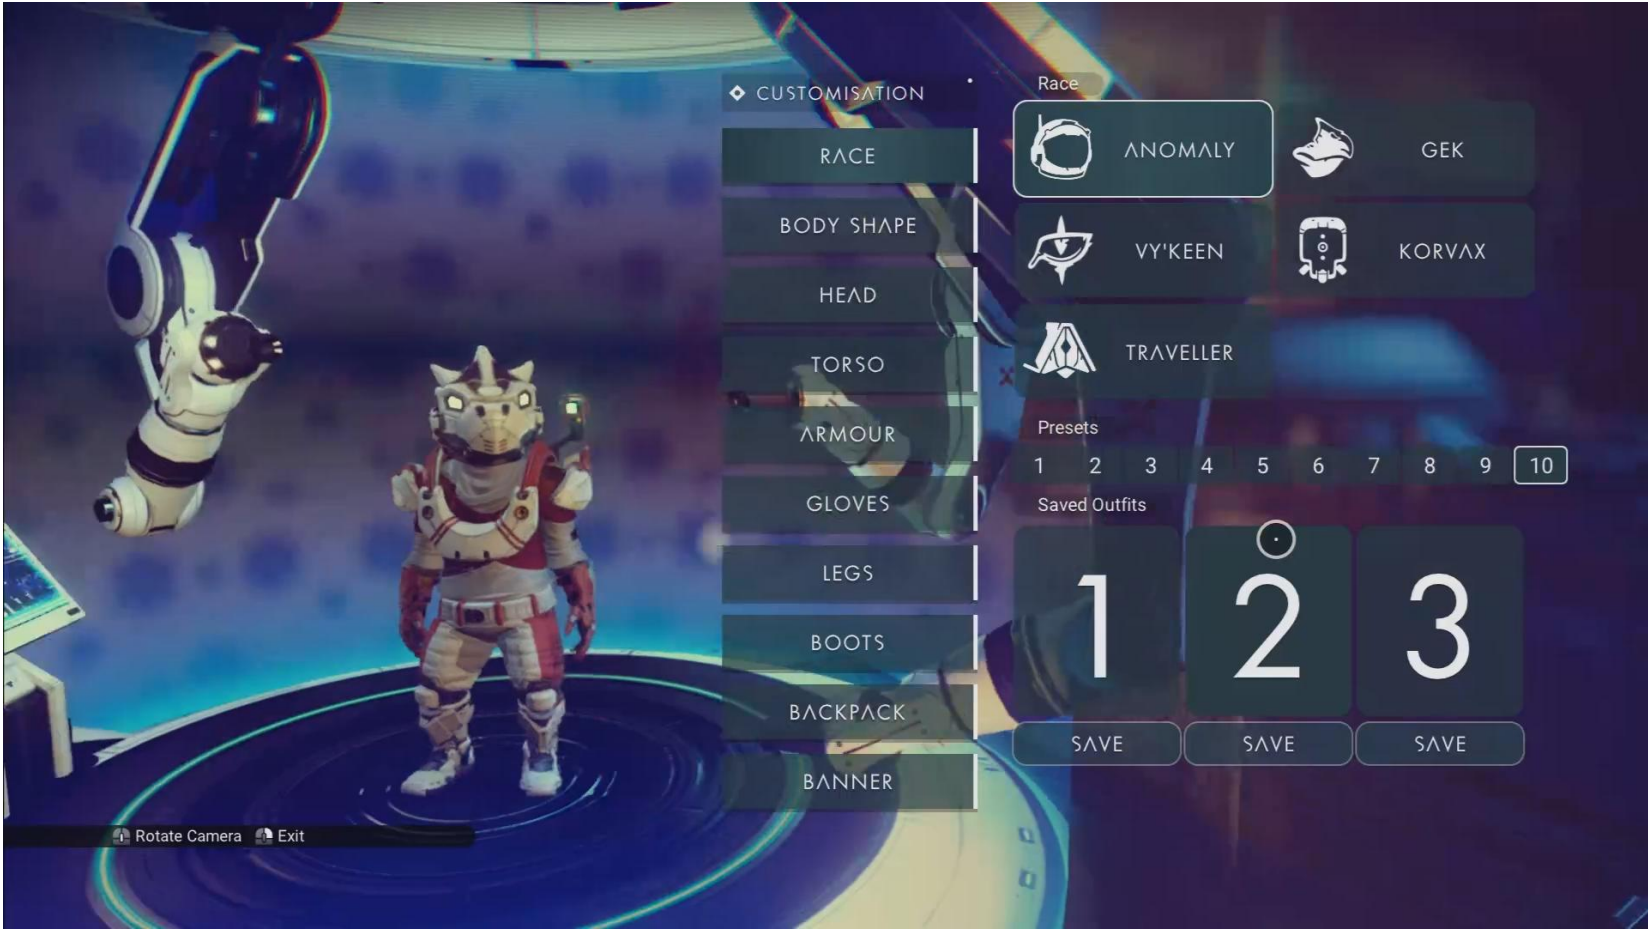 CUSTOMISATION
RACE
BODY SHAPE
HEAD
TORSO
ARMOUR
GLOVES
LEGS
BOOTS
BACKPACK
BANNER
Race
ANOMALY
GEK
VY'KEEN
KORVAX
TRAVELLER
Presets
1 2 3 4 5 6 7 8 9 10
Saved Outfits
1 2 3
SAVE SAVE SAVE
Rotate Camera Exit